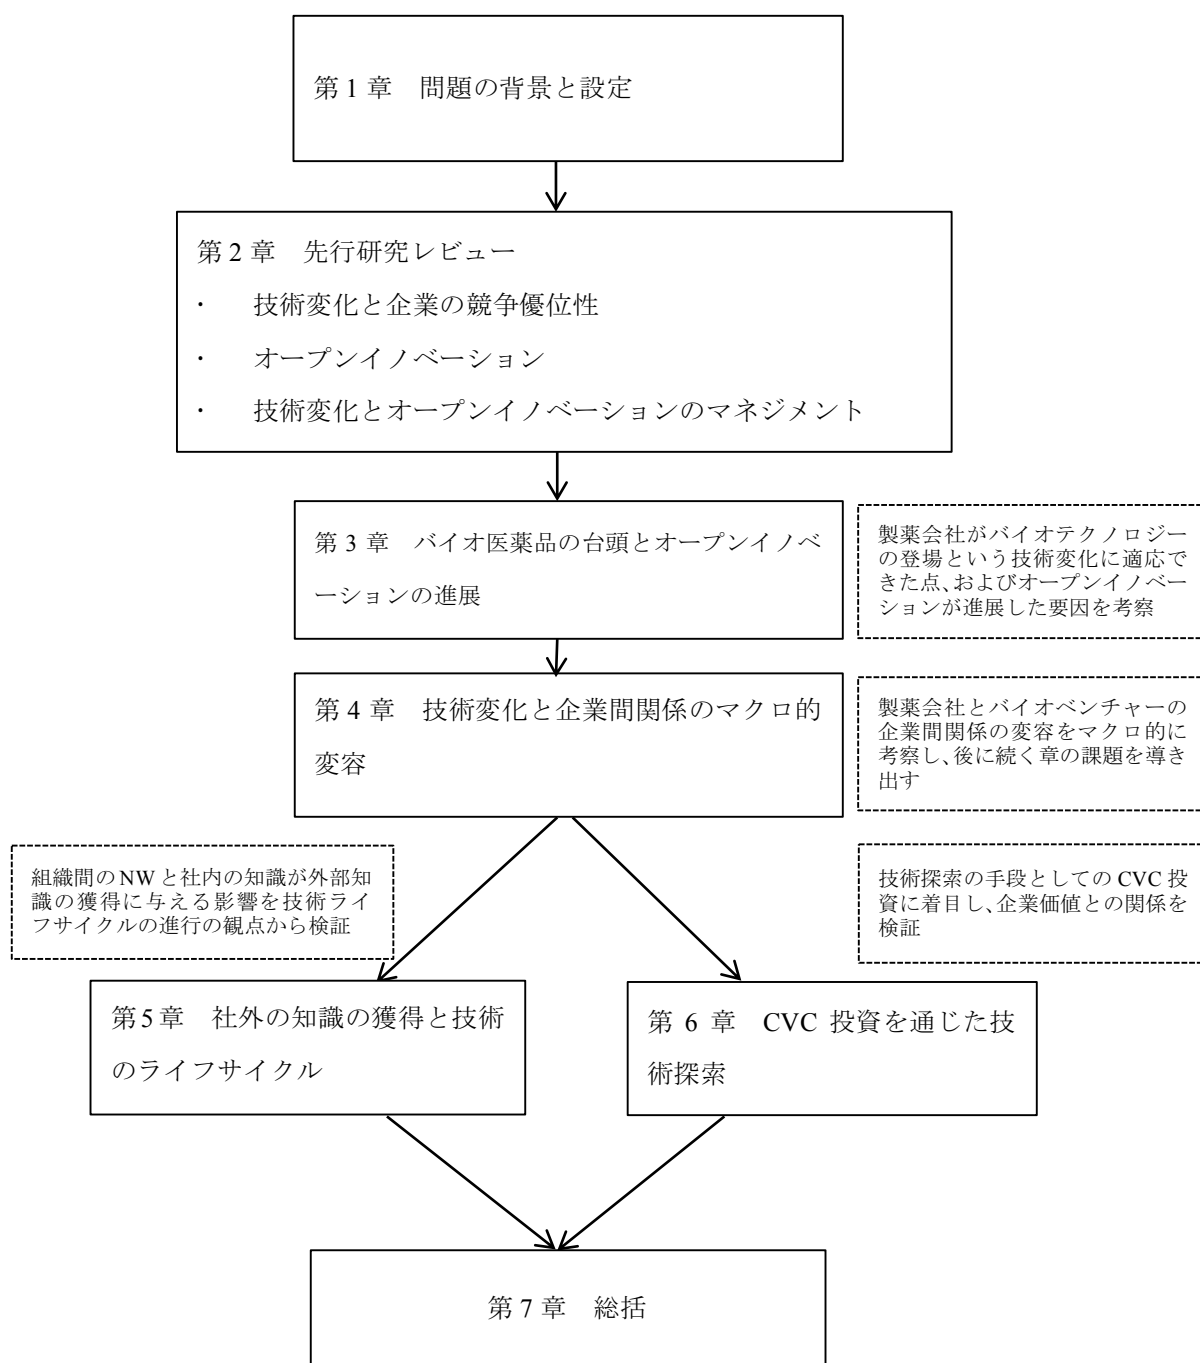 第 1 章　問題の背景と設定
第 2 章　先行研究レビュー
・　技術変化と企業の競争優位性
・　オープンイノベーション
・　技術変化とオープンイノベーションのマネジメント
第 3 章　バイオ医薬品の台頭とオープンイノベ
ーションの進展
製薬会社がバイオテクノロジー
の登場という技術変化に適応で
きた点、およびオープンイノベー
ションが進展した要因を考察
第 4 章　技術変化と企業間関係のマクロ的
変容
製薬会社とバイオベンチャーの
企業間関係の変容をマクロ的に
考察し、後に続く章の課題を導き
出す
組織間の NW と社内の知識が外部知
識の獲得に与える影響を技術ライ
フサイクルの進行の観点から検証
技術探索の手段としての CVC 投
資に着目し、企業価値との関係を
検証
第 5 章　社外の知識の獲得と技術
のライフサイクル
第 6 章　CVC 投資を通じた技
術探索
第 7 章　総括